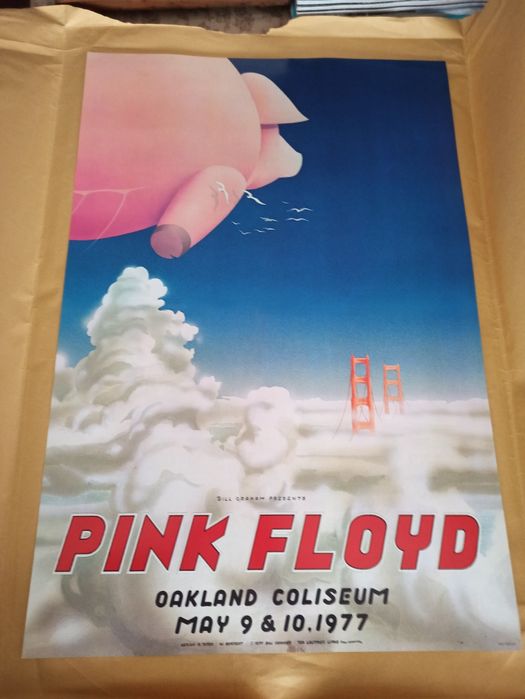 BILL GRAHAM PRESENTS
PINK FLOYD
OAKLAND COLISEUM
MAY 9 & 10, 1977